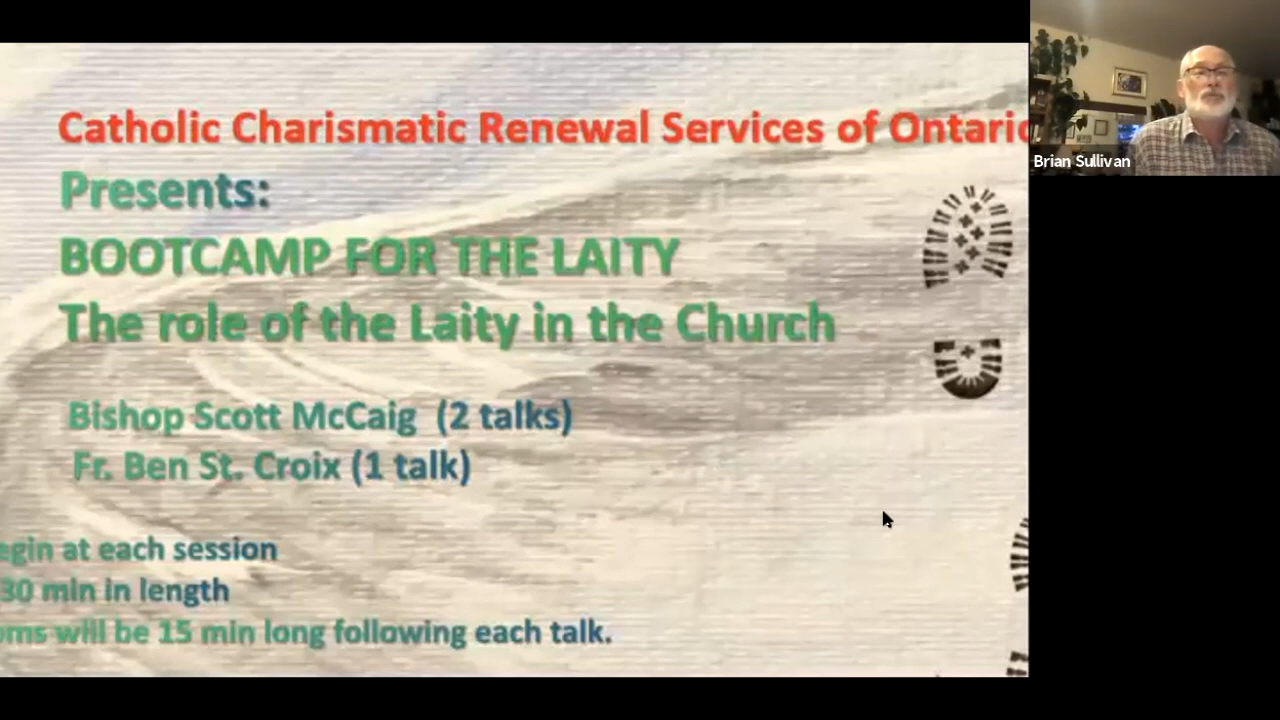 Catholic Charismatic Renewal Services of Ontario
Presents:
BOOTCAMP FOR THE LAITY
The role of the Laity in the Church
Bishop Scott McCaig (2 talks)
Fr. Ben St. Croix (1 talk)
egin at each session
30 min in length
oms will be 15 min long following each talk.
Brian Sullivan